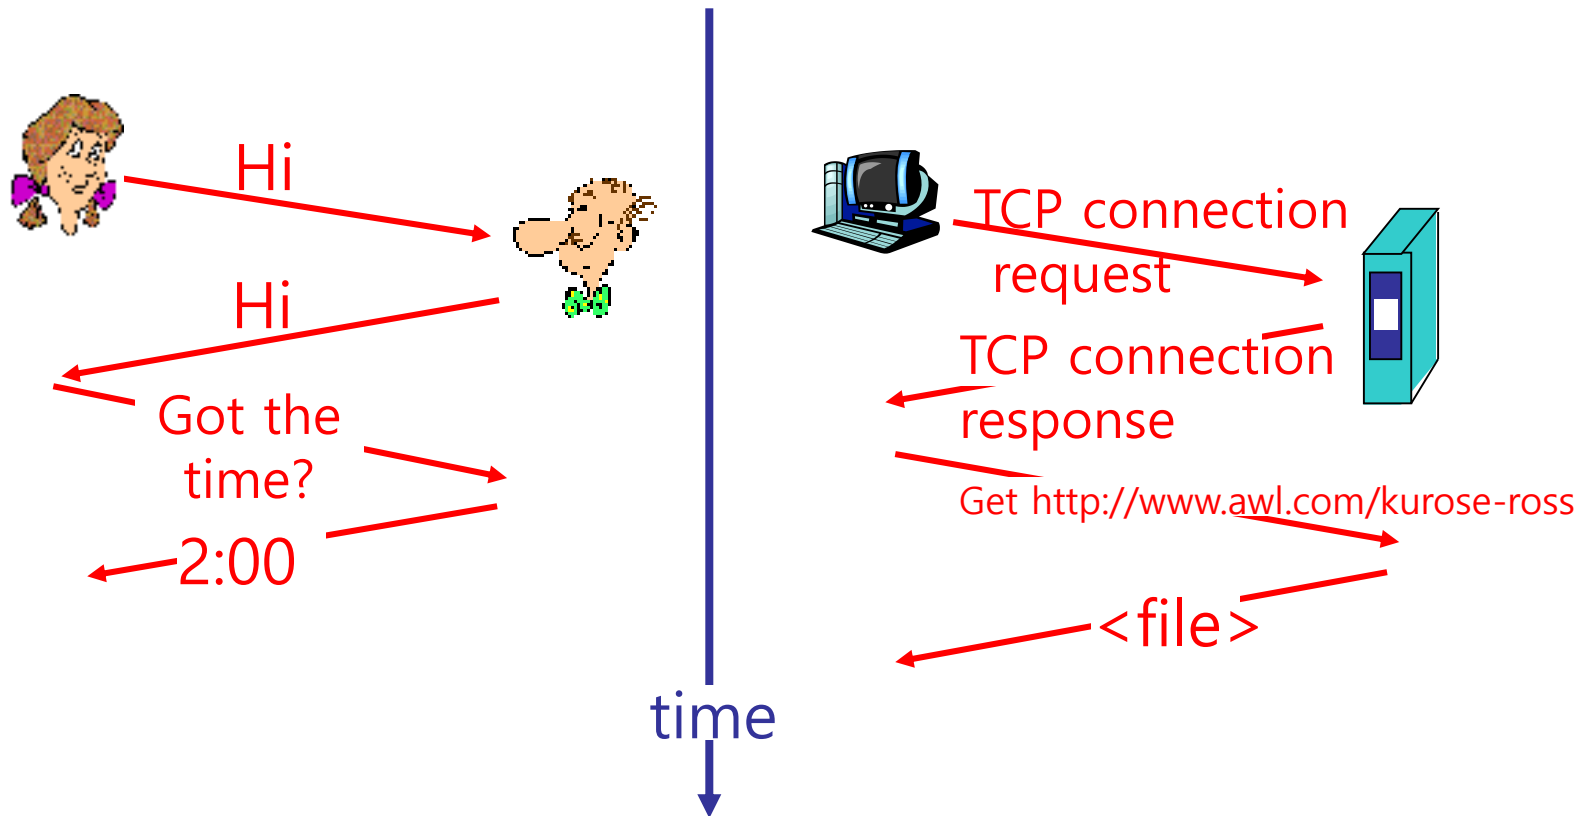 Hi
Hi
Got the
time?
2:00
time
TCP connection
request
TCP connection
response
Get http://www.awl.com/kurose-ross
<file>